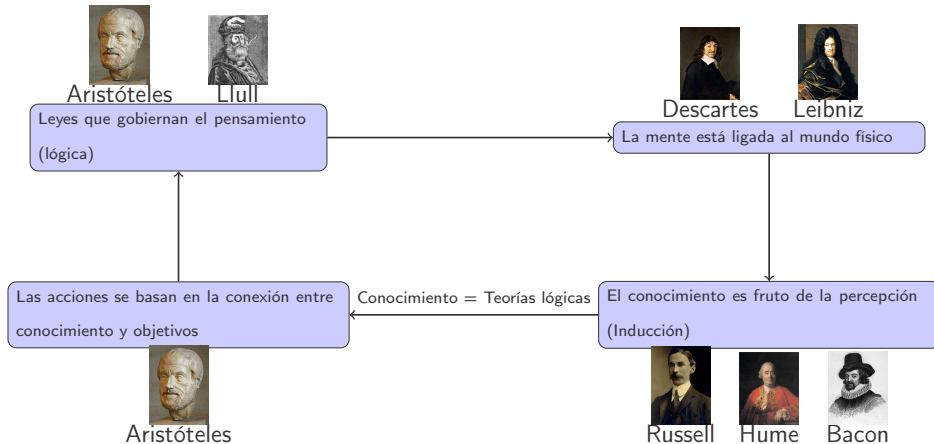 Aristóteles
Llull
Leyes que gobiernan el pensamiento
(lógica)
Descartes
Leibniz
La mente está ligada al mundo físico
Las acciones se basan en la conexión entre
conocimiento y objetivos
Aristóteles
Conocimiento = Teorías lógicas
El conocimiento es fruto de la percepción
(Inducción)
Russell
Hume
Bacon